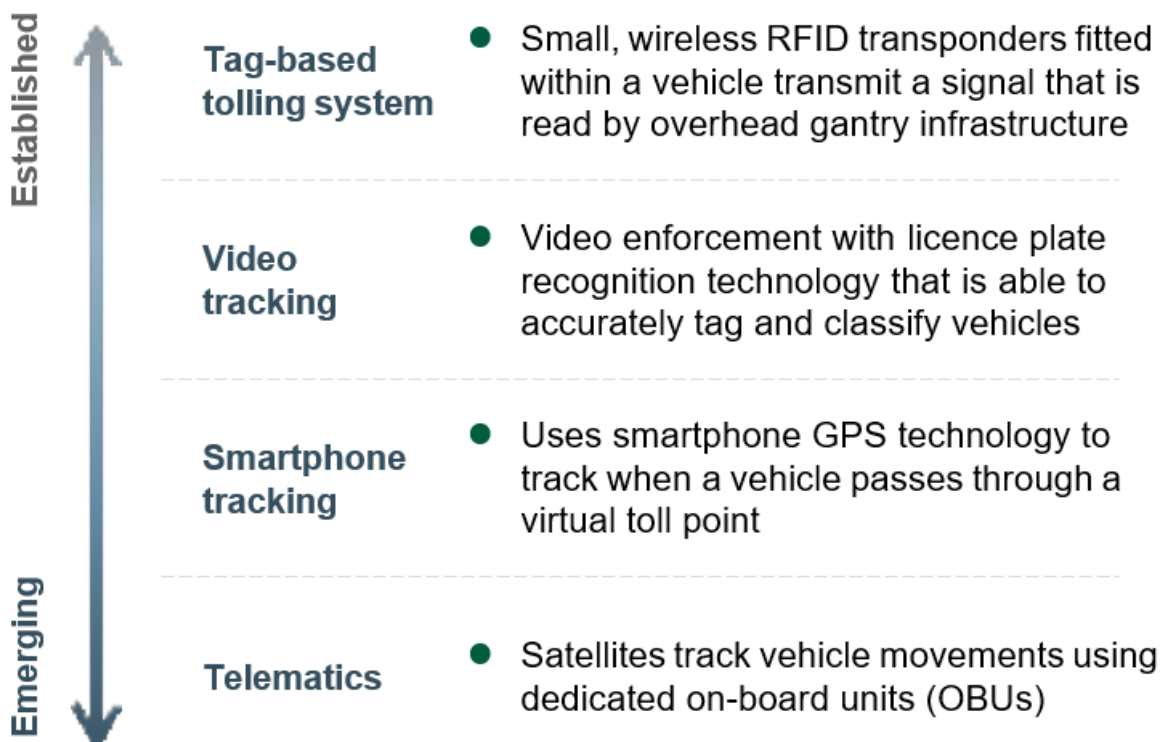 Established
Tag-based
tolling system
● Small, wireless RFID transponders fitted
within a vehicle transmit a signal that is
read by overhead gantry infrastructure
Video
tracking
● Video enforcement with licence plate
recognition technology that is able to
accurately tag and classify vehicles
Smartphone
tracking
● Uses smartphone GPS technology to
track when a vehicle passes through a
virtual toll point
Emerging
Telematics
● Satellites track vehicle movements using
dedicated on-board units (OBUs)